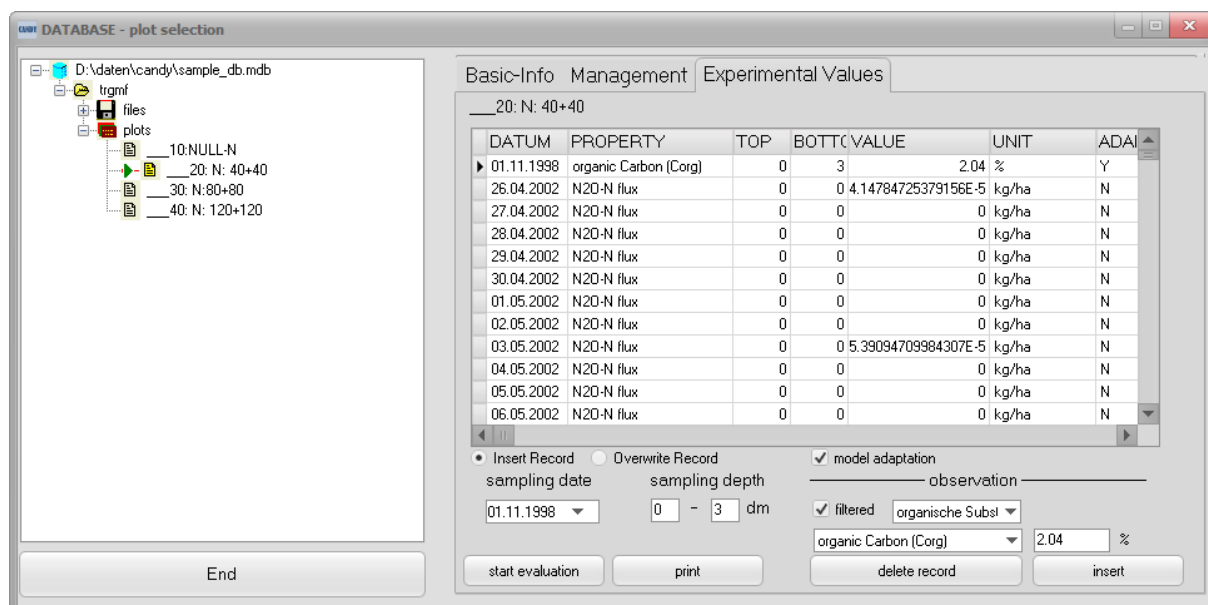 CANDY DATABASE - plot selection
D:\daten\candy\sample_db.mdb
trgmf
files
plots
___10:NULL-N
___20: N: 40+40
___30: N:80+80
___40: N: 120+120
End
Basic-Info Management Experimental Values
___20: N: 40+40
DATUM PROPERTY TOP BOTTO VALUE UNIT ADAI
01.11.1998 organic Carbon (Corg) 0 3 2.04 % Y
26.04.2002 N2O-N flux 0 0 4.14784725379156E-5 kg/ha N
27.04.2002 N2O-N flux 0 0 0 kg/ha N
28.04.2002 N2O-N flux 0 0 0 kg/ha N
29.04.2002 N2O-N flux 0 0 0 kg/ha N
30.04.2002 N2O-N flux 0 0 0 kg/ha N
01.05.2002 N2O-N flux 0 0 0 kg/ha N
02.05.2002 N2O-N flux 0 0 0 kg/ha N
03.05.2002 N2O-N flux 0 0 5.39094709984307E-5 kg/ha N
04.05.2002 N2O-N flux 0 0 0 kg/ha N
05.05.2002 N2O-N flux 0 0 0 kg/ha N
06.05.2002 N2O-N flux 0 0 0 kg/ha N
Insert Record Overwrite Record model adaptation
sampling date sampling depth observation
01.11.1998 0 - 3 dm filtered organische Subst
organic Carbon (Corg) 2.04 %
start evaluation print delete record insert